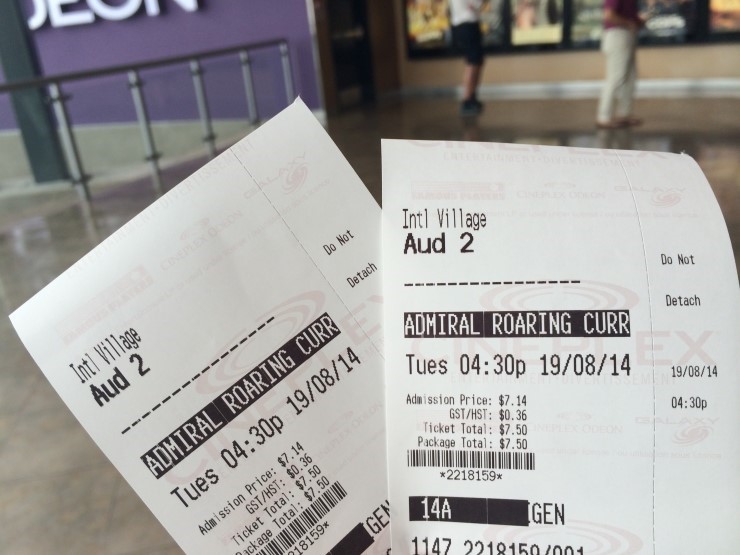 DEON
Intl Village
Aud 2
Do Not
Detach
ADMIRAL ROARING CURR
Tues 04:30p 19/08/14
Admission Price: $7.14
GST/HST: $0.36
Ticket Total: $7.50
Package Total: $7.50
2218159*
GEN
Intl Village
Aud 2
Do Not
Detach
ADMIRAL ROARING CURR
Tues 04:30p 19/08/14
19/08/14
04:30p
Admission Price: $7.14
GST/HST: $0.36
Ticket Total: $7.50
Package Total: $7.50
*2218159*
14A GEN
1147 2218159/001
CINEPLEX
GALAXY